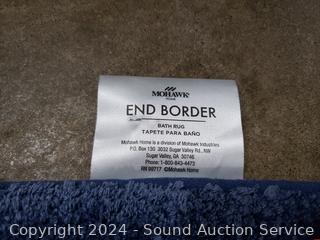 MOHAWK
HOME
END BORDER
BATH RUG
TAPETE PARA BAÑO
Mohawk Home is a division of Mohawk Industries
P.O. Box 130 3032 Sugar Valley Rd., NW
Sugar Valley, GA 30746
Phone: 1-800-843-4473
RN 99717 ©Mohawk Home
Copyright 2024 - Sound Auction Service